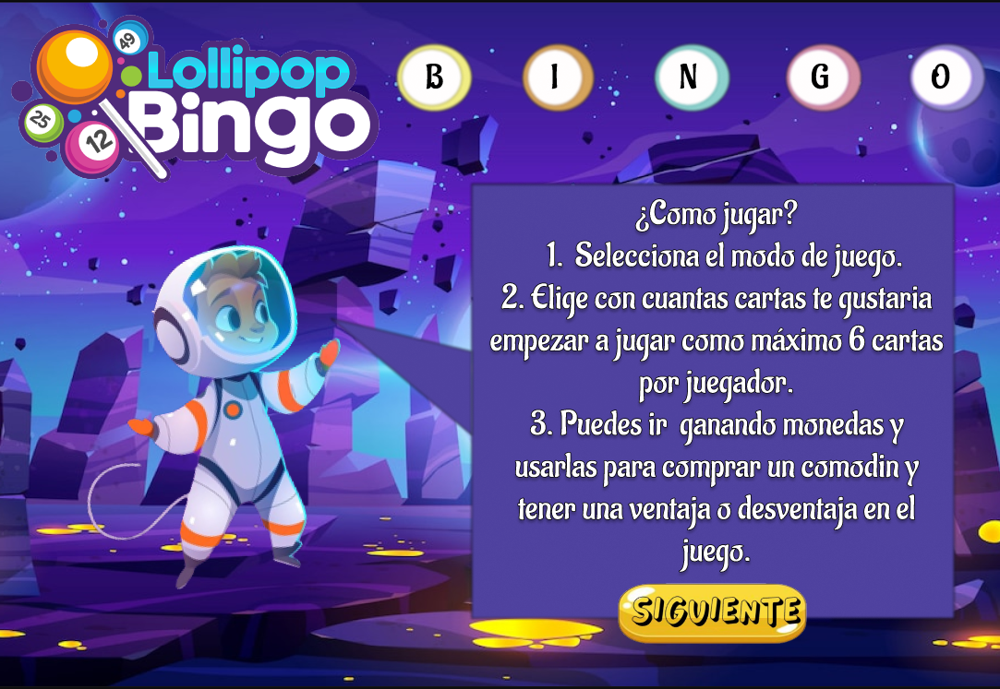 49
Lollipop
Bingo
25
12
B I N G O
¿Como jugar?
1. Selecciona el modo de juego.
2. Elige con cuantas cartas te gustaria
empezar a jugar como máximo 6 cartas
por juegador.
3. Puedes ir ganando monedas y
usarlas para comprar un comodin y
tener una ventaja o desventaja en el
juego.
SIGUIENTE